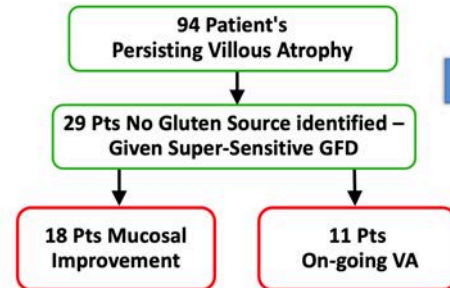 94 Patient's
Persisting Villous Atrophy
29 Pts No Gluten Source identified –
Given Super-Sensitive GFD
18 Pts Mucosal
Improvement
11 Pts
On-going VA